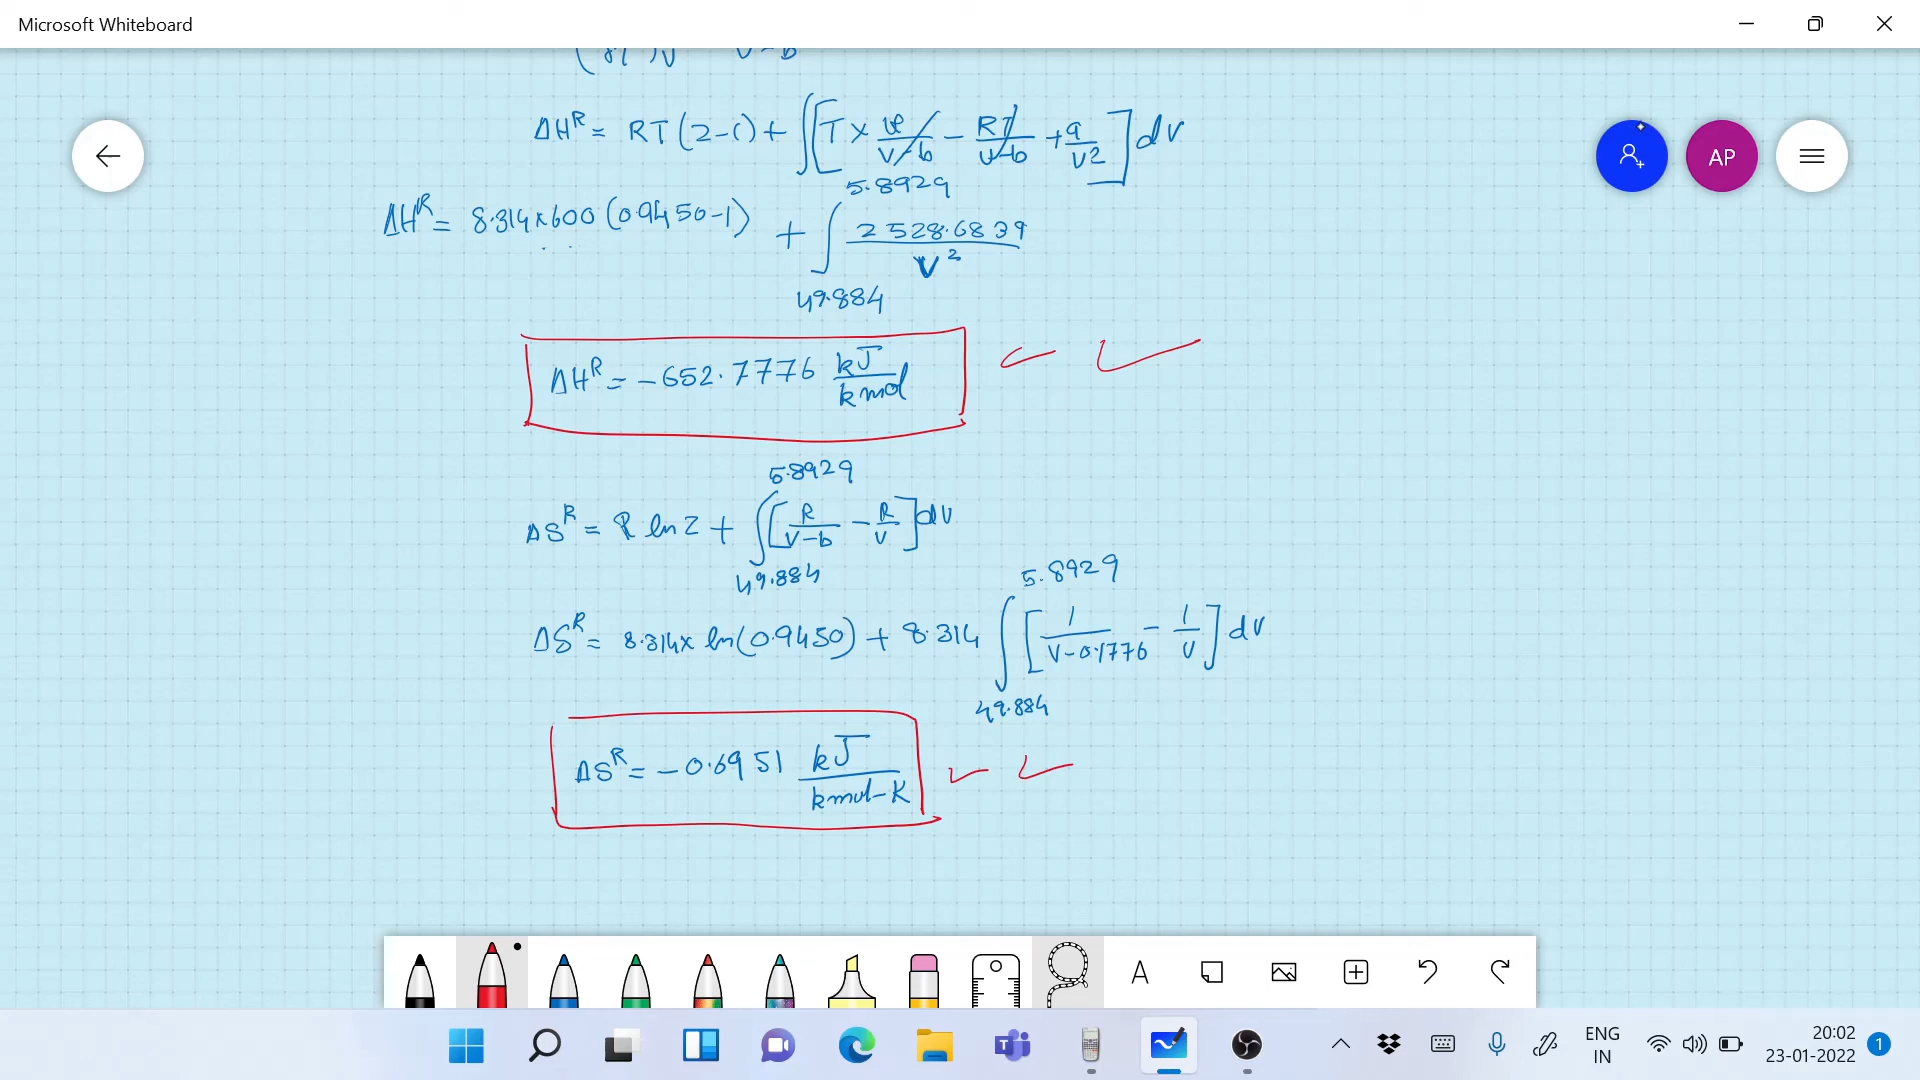 Microsoft Whiteboard
ΔH^R = RT(Z-1) + ∫[T × R/(V-b) - RT/(V-b) + a/V²] dV
ΔH^R = 8.314×600 (0.9450-1) + ∫_{49.884}^{5.8929} 2528.6839/V²
ΔH^R = -652.7776 kJ/kmol
ΔS^R = R ln Z + ∫_{49.884}^{5.8929} [R/(V-b) - R/V] dV
ΔS^R = 8.314× ln(0.9450) + 8.314 ∫_{49.884}^{5.8929} [1/(V-0.1776) - 1/V] dV
ΔS^R = -0.6951 kJ/kmol-K
AP
A
ENG
IN
20:02
23-01-2022
1